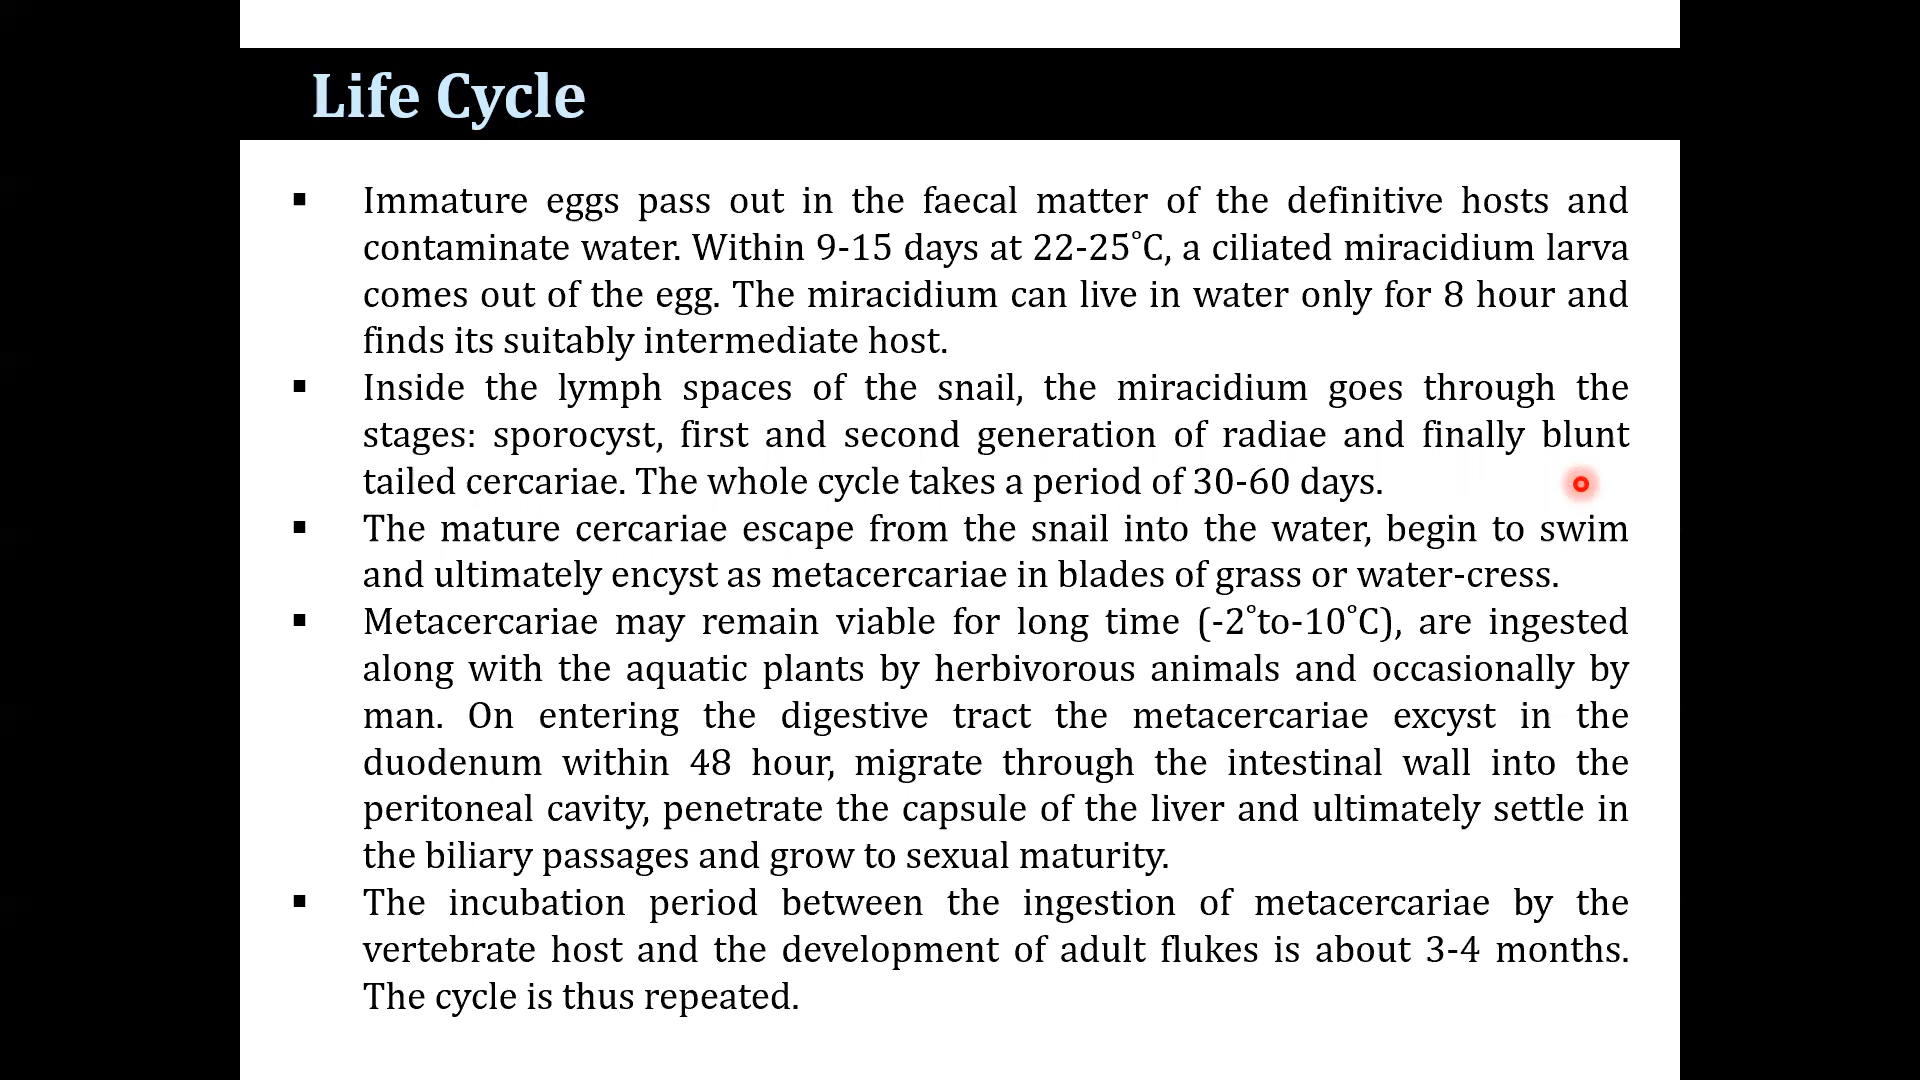 Life Cycle
▪ Immature eggs pass out in the faecal matter of the definitive hosts and
contaminate water. Within 9-15 days at 22-25˚C, a ciliated miracidium larva
comes out of the egg. The miracidium can live in water only for 8 hour and
finds its suitably intermediate host.
▪ Inside the lymph spaces of the snail, the miracidium goes through the
stages: sporocyst, first and second generation of radiae and finally blunt
tailed cercariae. The whole cycle takes a period of 30-60 days.
▪ The mature cercariae escape from the snail into the water, begin to swim
and ultimately encyst as metacercariae in blades of grass or water-cress.
▪ Metacercariae may remain viable for long time (-2˚to-10˚C), are ingested
along with the aquatic plants by herbivorous animals and occasionally by
man. On entering the digestive tract the metacercariae excyst in the
duodenum within 48 hour, migrate through the intestinal wall into the
peritoneal cavity, penetrate the capsule of the liver and ultimately settle in
the biliary passages and grow to sexual maturity.
▪ The incubation period between the ingestion of metacercariae by the
vertebrate host and the development of adult flukes is about 3-4 months.
The cycle is thus repeated.